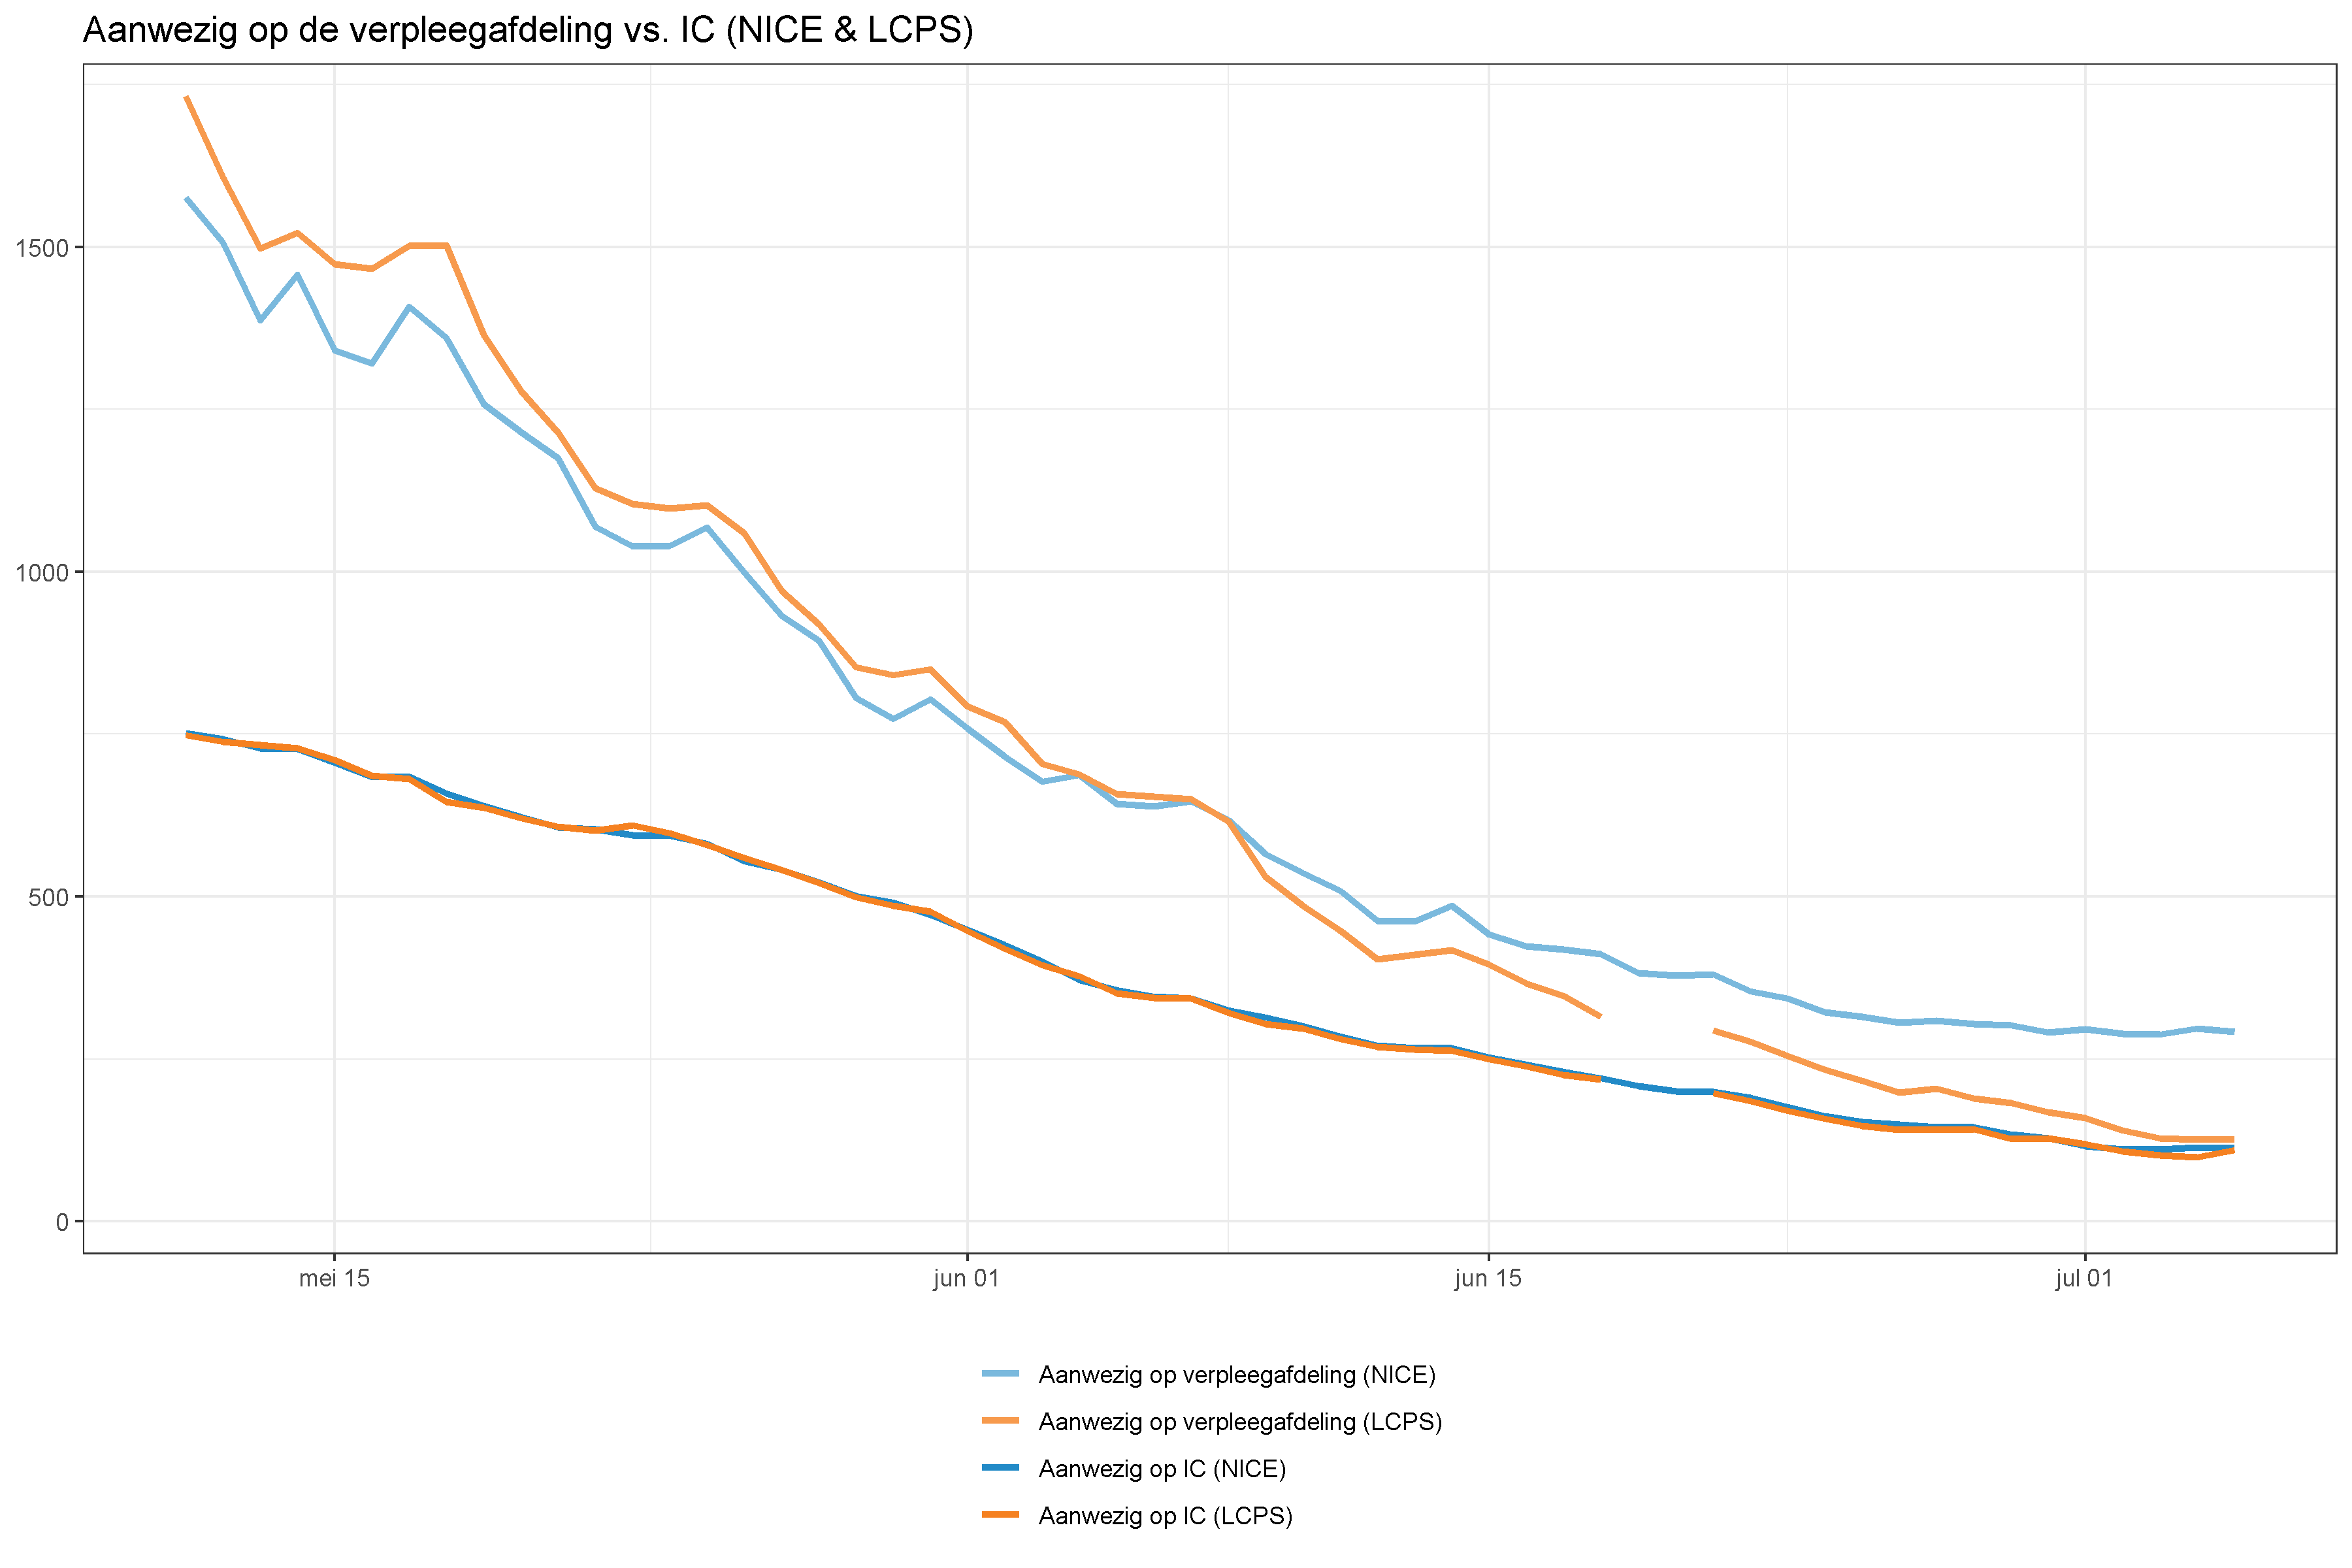 Aanwezig op de verpleegafdeling vs. IC (NICE & LCPS)
1500
1000
500
0
mei 15
jun 01
jun 15
jul 01
Aanwezig op verpleegafdeling (NICE)
Aanwezig op verpleegafdeling (LCPS)
Aanwezig op IC (NICE)
Aanwezig op IC (LCPS)